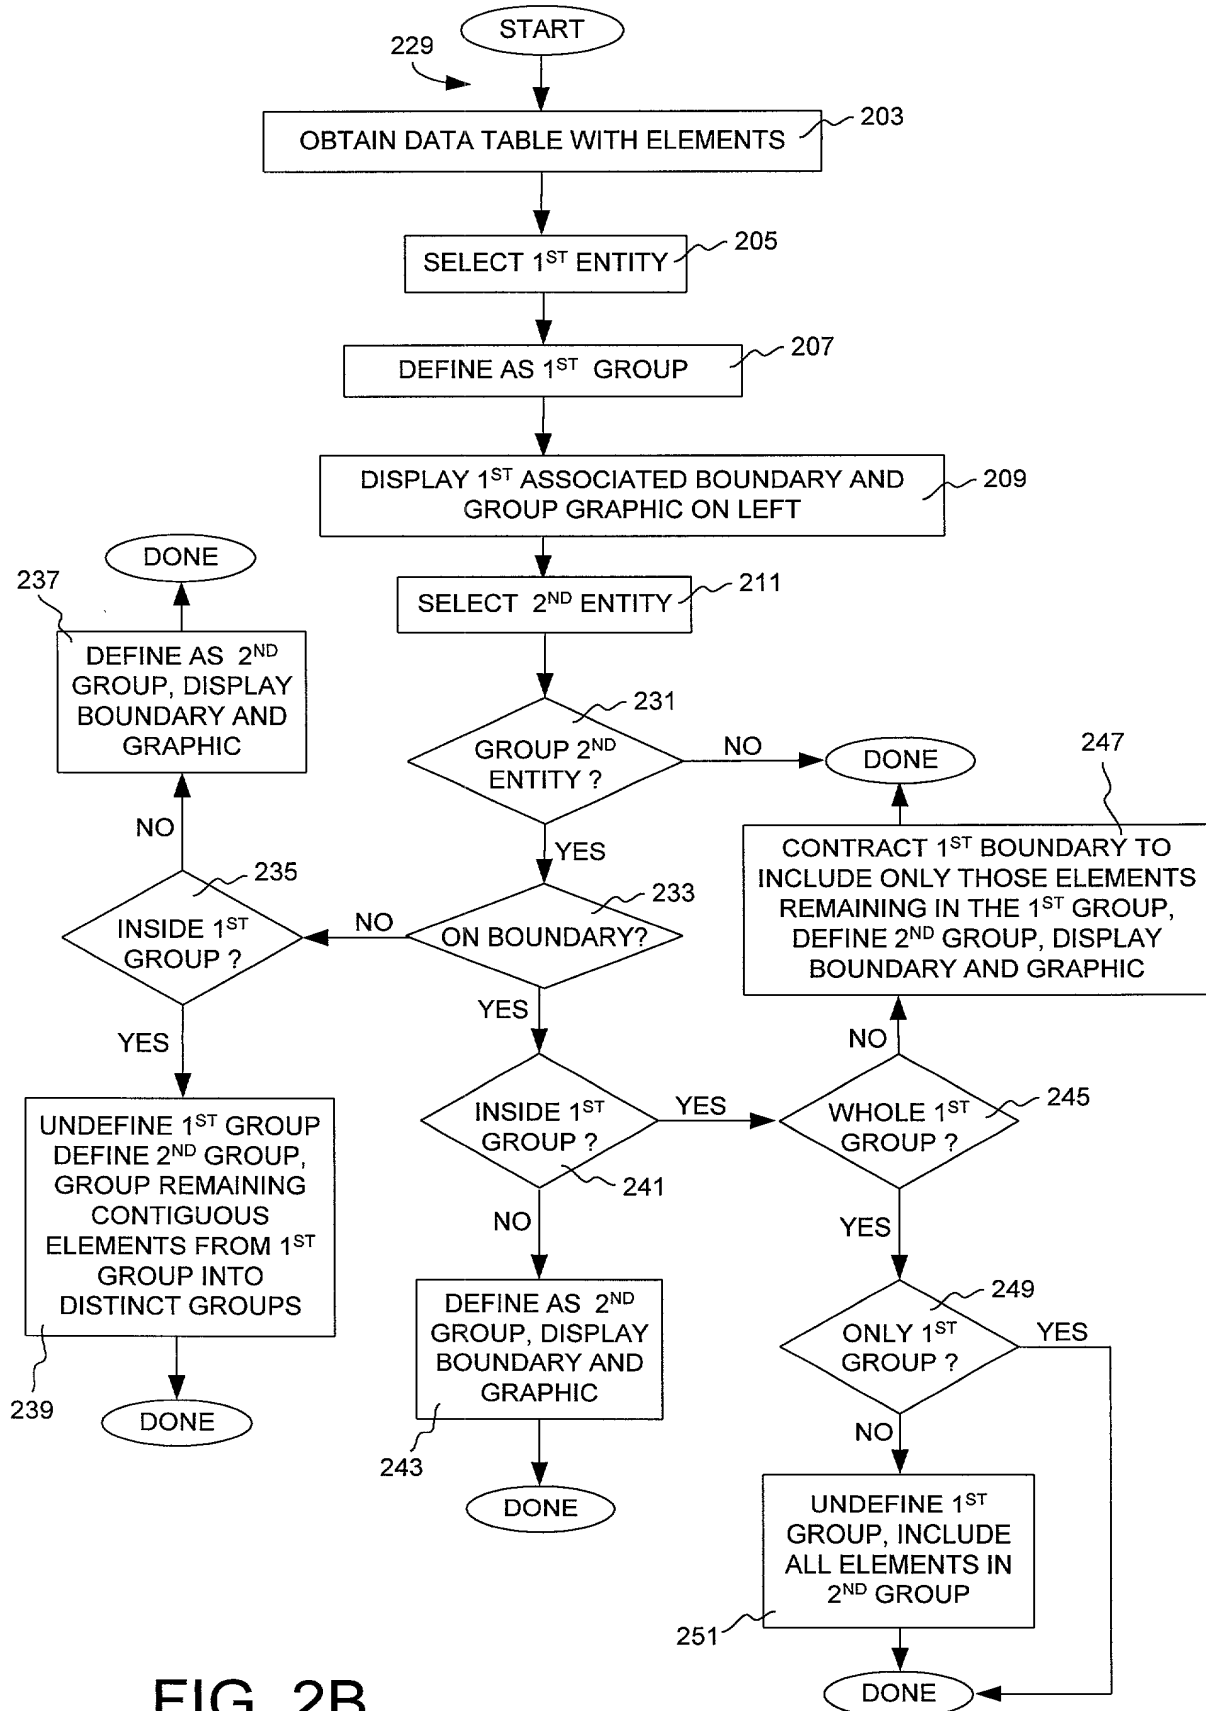 START
229
203
OBTAIN DATA TABLE WITH ELEMENTS
205
SELECT 1ST ENTITY
207
DEFINE AS 1ST GROUP
DISPLAY 1ST ASSOCIATED BOUNDARY AND
GROUP GRAPHIC ON LEFT
209
DONE
237
211
SELECT 2ND ENTITY
DEFINE AS 2ND
GROUP, DISPLAY
BOUNDARY AND
GRAPHIC
231
GROUP 2ND
ENTITY ?
NO
DONE
247
NO
YES
CONTRACT 1ST BOUNDARY TO
INCLUDE ONLY THOSE ELEMENTS
REMAINING IN THE 1ST GROUP,
DEFINE 2ND GROUP, DISPLAY
BOUNDARY AND GRAPHIC
235
INSIDE 1ST
GROUP ?
NO
233
ON BOUNDARY?
YES
YES
NO
INSIDE 1ST
GROUP ?
241
YES
WHOLE 1ST
GROUP ?
245
UNDEFINE 1ST GROUP
DEFINE 2ND GROUP,
GROUP REMAINING
CONTIGUOUS
ELEMENTS FROM 1ST
GROUP INTO
DISTINCT GROUPS
239
DONE
NO
YES
DEFINE AS 2ND
GROUP, DISPLAY
BOUNDARY AND
GRAPHIC
243
DONE
249
ONLY 1ST
GROUP ?
YES
NO
UNDEFINE 1ST
GROUP, INCLUDE
ALL ELEMENTS IN
2ND GROUP
251
DONE
FIG. 2B